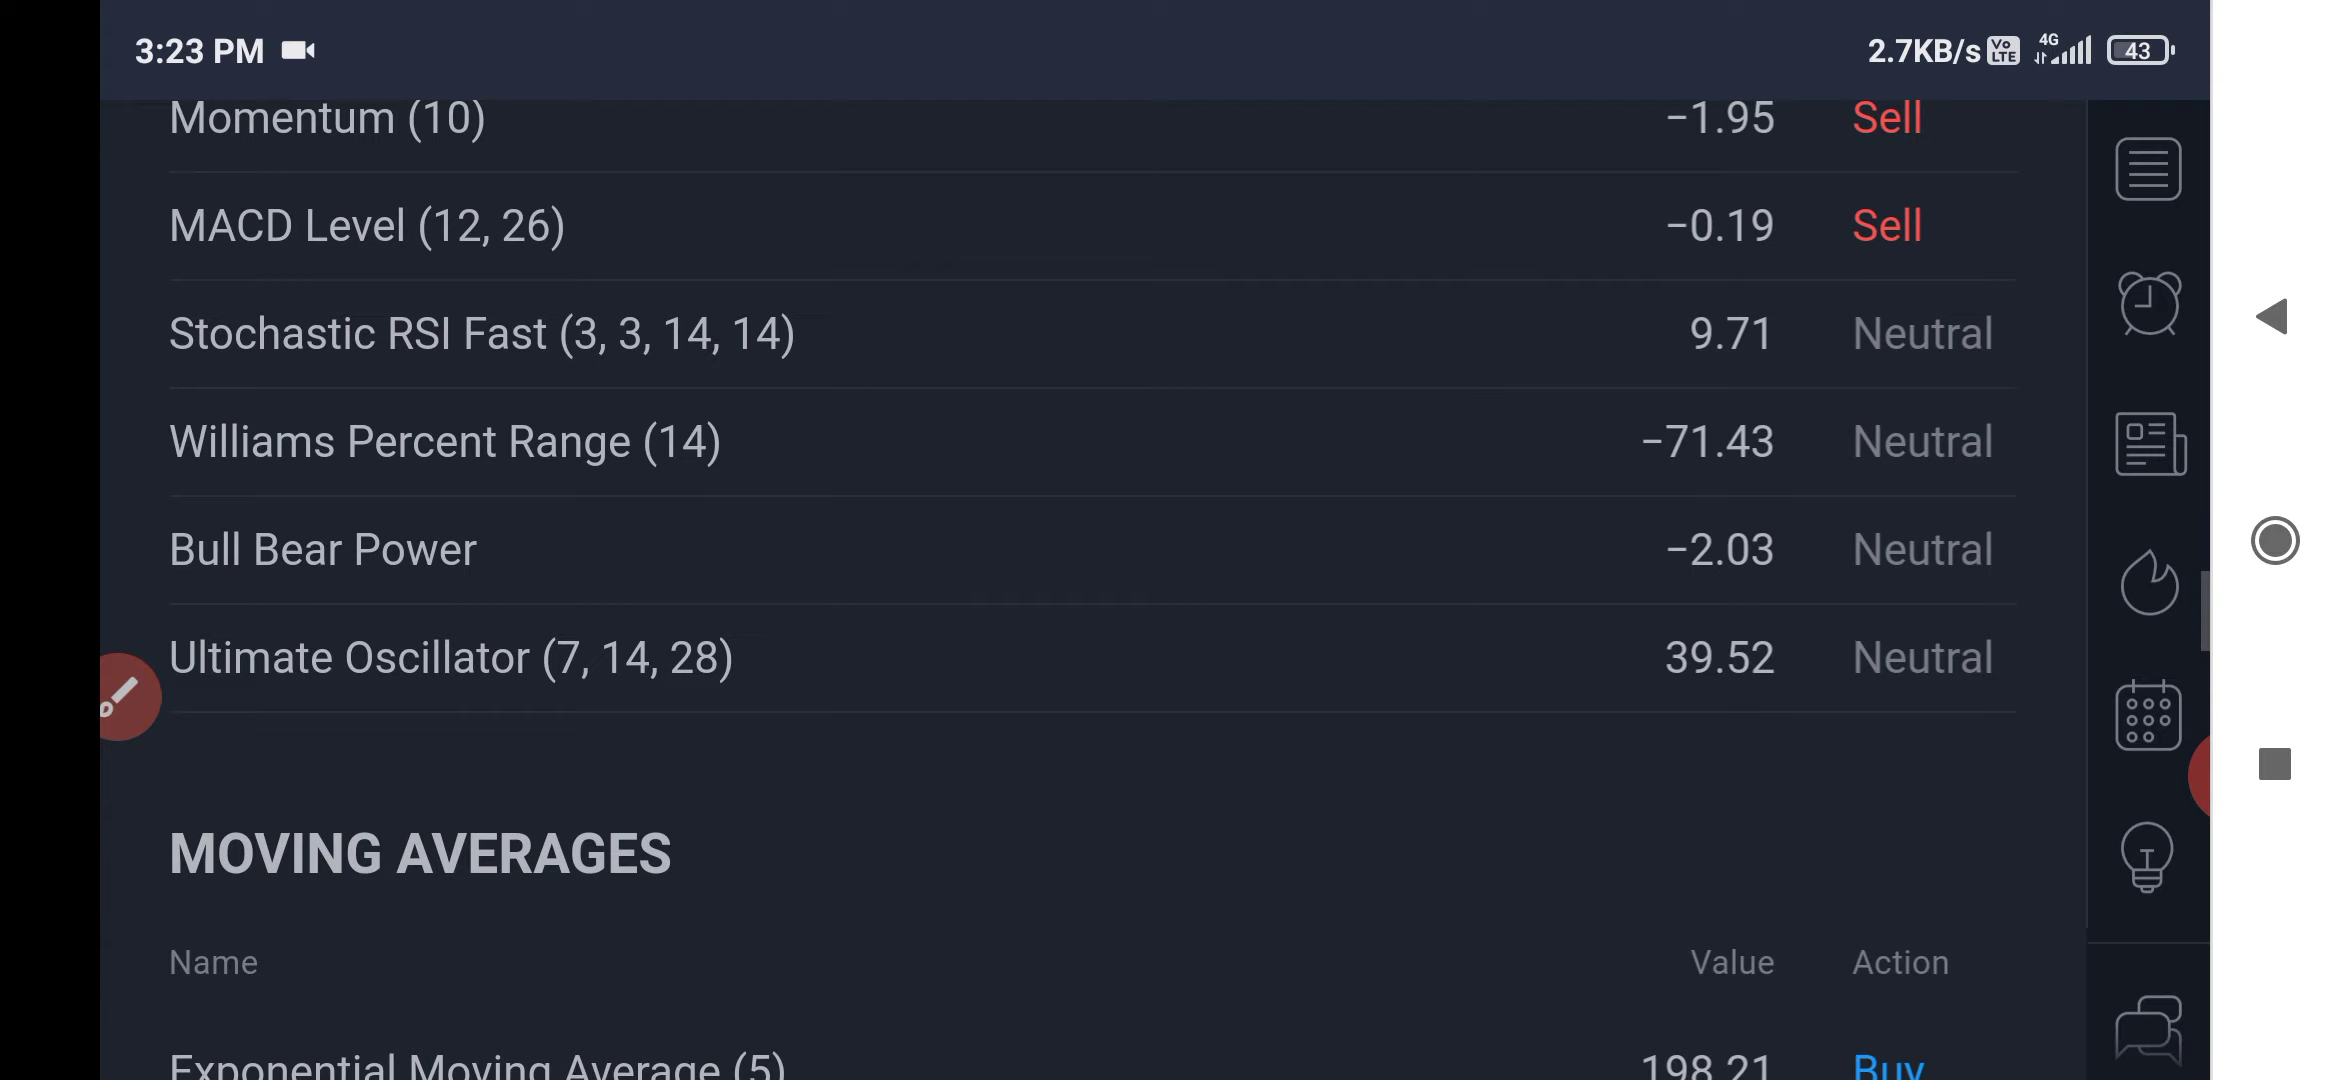 3:23 PM 2.7KB/s Vo LTE 4G 43
Momentum (10) −1.95 Sell
MACD Level (12, 26) −0.19 Sell
Stochastic RSI Fast (3, 3, 14, 14) 9.71 Neutral
Williams Percent Range (14) −71.43 Neutral
Bull Bear Power −2.03 Neutral
Ultimate Oscillator (7, 14, 28) 39.52 Neutral
MOVING AVERAGES
Name Value Action
Exponential Moving Average (5) 198.21 Buy